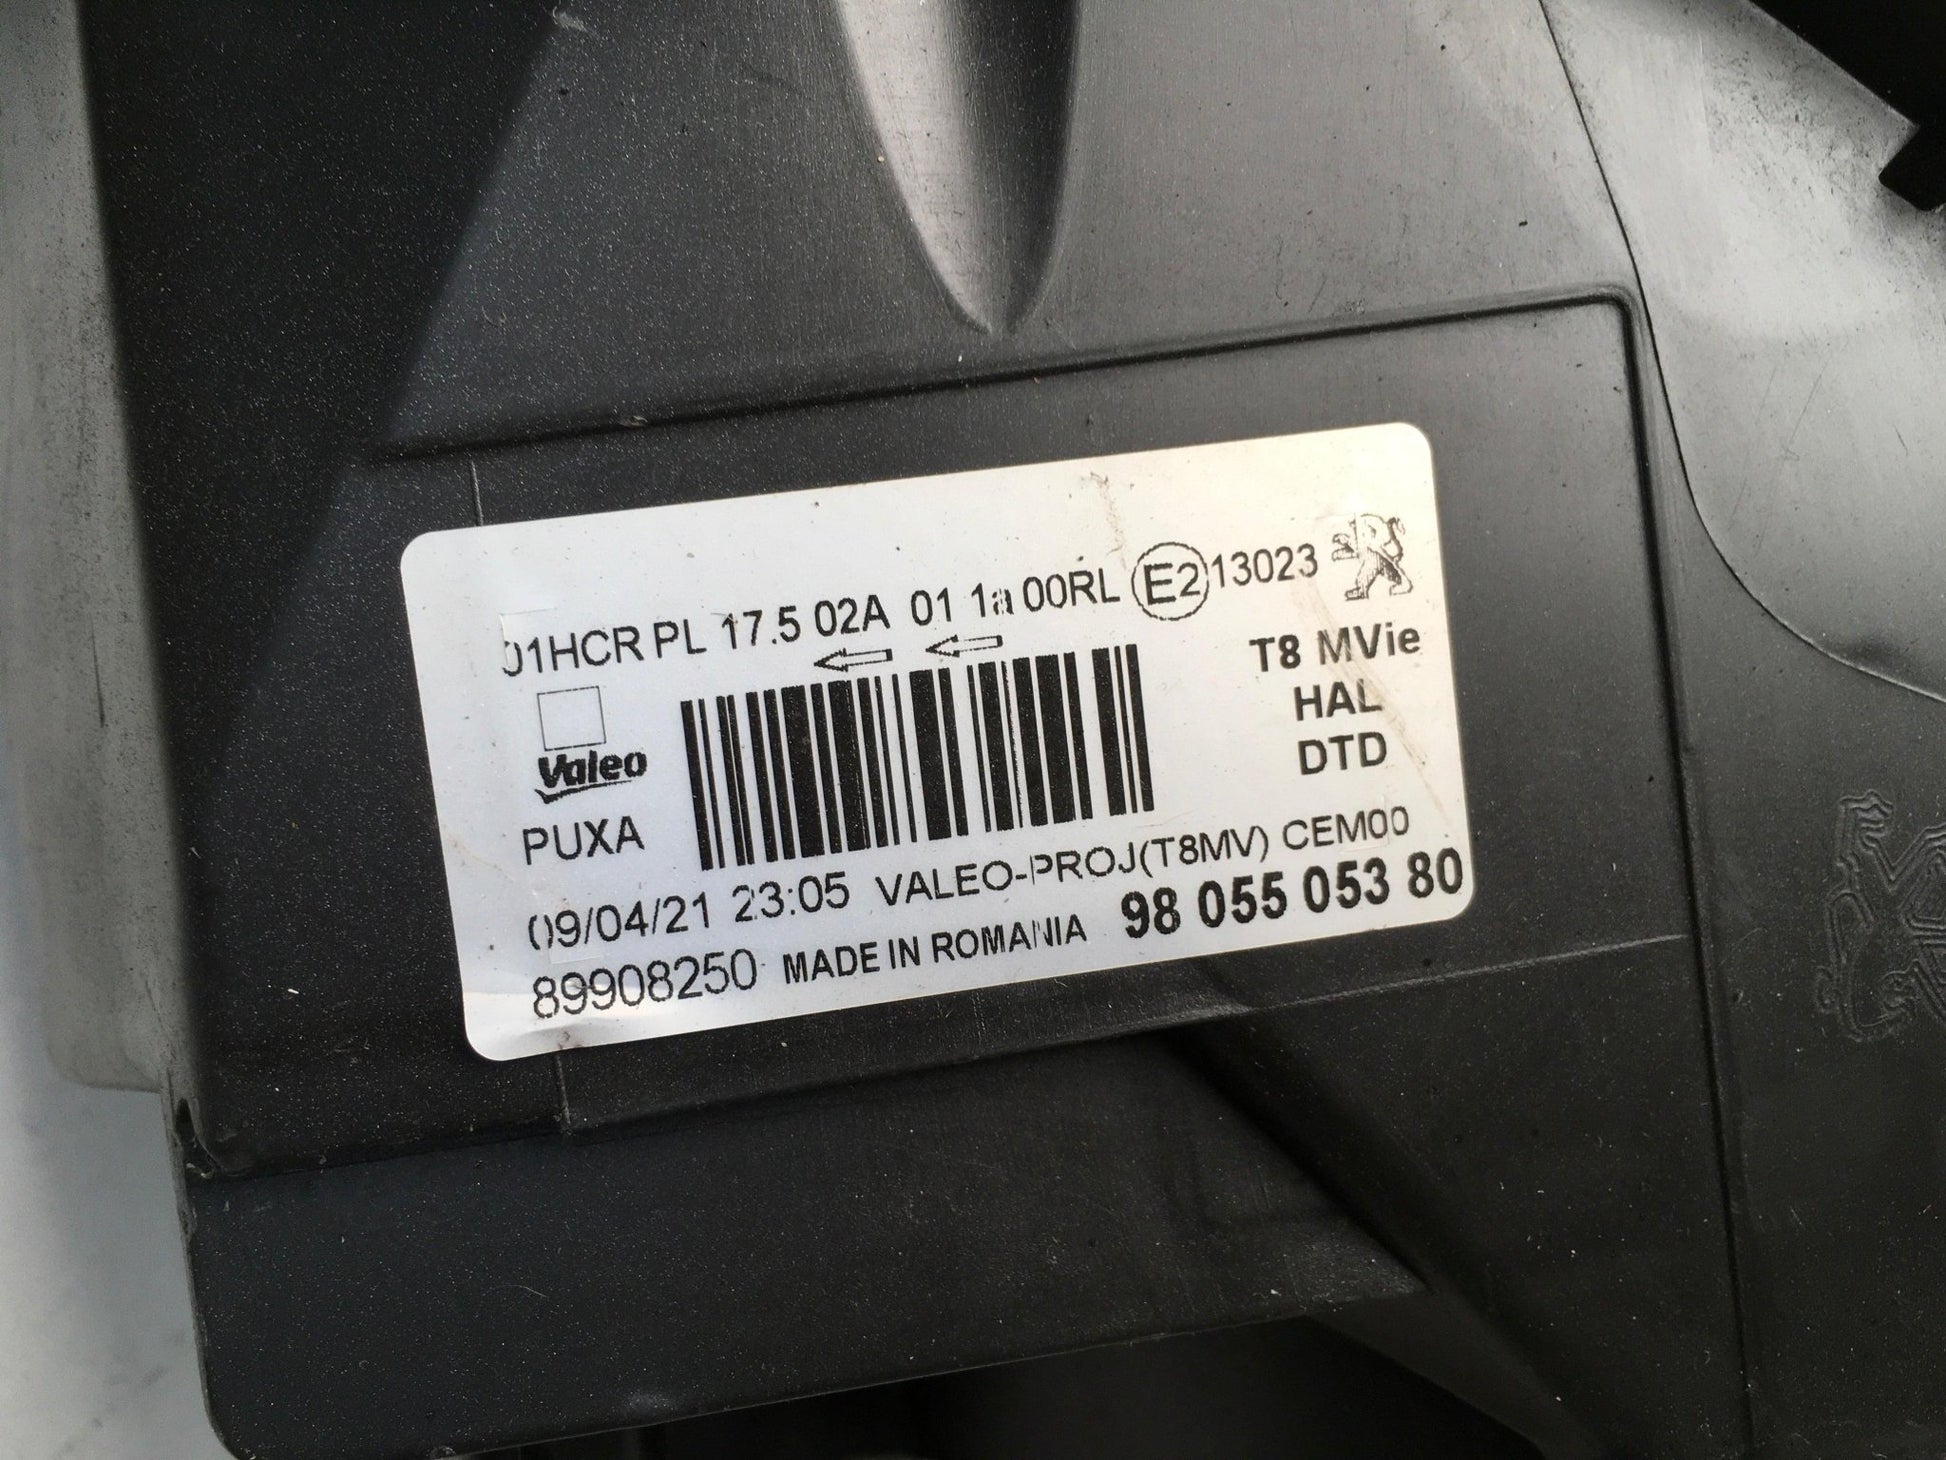 01HCR PL 17.5 02A 01 1a 00RL E2 13023
T8 MVie
HAL
DTD
Valeo
PUXA
09/04/21 23:05 VALEO-PROJ(T8MV) CEM00
89908250 MADE IN ROMANIA 98 055 053 80